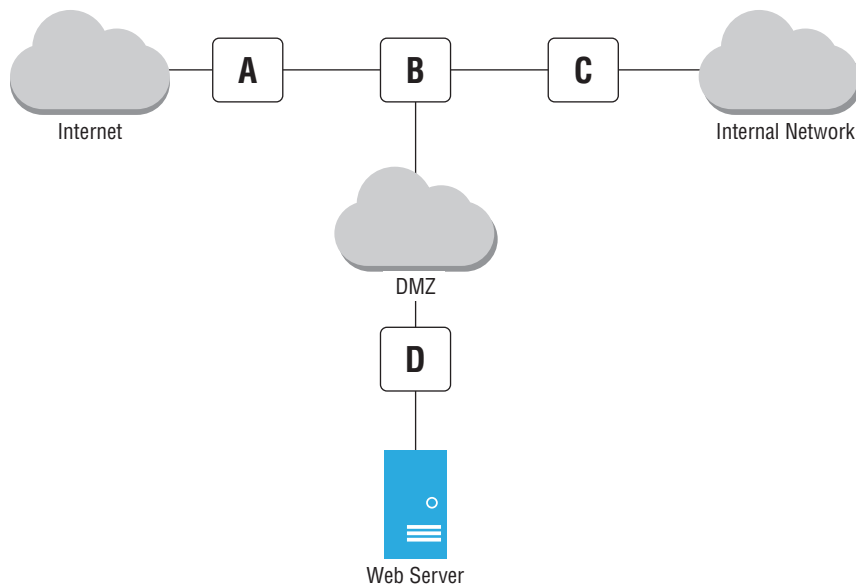 A
B
C
Internet
Internal Network
DMZ
D
Web Server